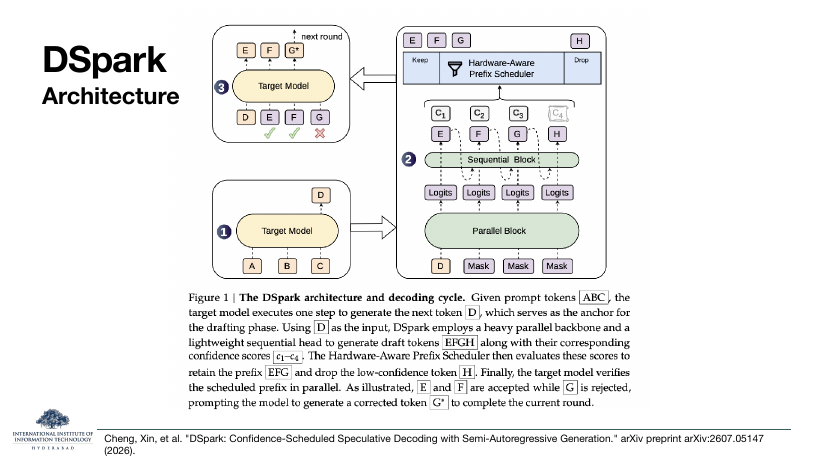 DSpark
Architecture
next round
E F G*
3
Target Model
D E F G
D
1
Target Model
A B C
E F G H
Keep
Hardware-Aware
Prefix Scheduler
Drop
C1 C2 C3 C4
E F G H
2
Sequential Block
Logits Logits Logits Logits
Parallel Block
D Mask Mask Mask
Figure 1 | The DSpark architecture and decoding cycle. Given prompt tokens ABC, the
target model executes one step to generate the next token D, which serves as the anchor for
the drafting phase. Using D as the input, DSpark employs a heavy parallel backbone and a
lightweight sequential head to generate draft tokens EFGH along with their corresponding
confidence scores c1–c4. The Hardware-Aware Prefix Scheduler then evaluates these scores to
retain the prefix EFG and drop the low-confidence token H. Finally, the target model verifies
the scheduled prefix in parallel. As illustrated, E and F are accepted while G is rejected,
prompting the model to generate a corrected token G* to complete the current round.
INTERNATIONAL INSTITUTE OF
INFORMATION TECHNOLOGY
HYDERABAD
Cheng, Xin, et al. "DSpark: Confidence-Scheduled Speculative Decoding with Semi-Autoregressive Generation." arXiv preprint arXiv:2607.05147
(2026).